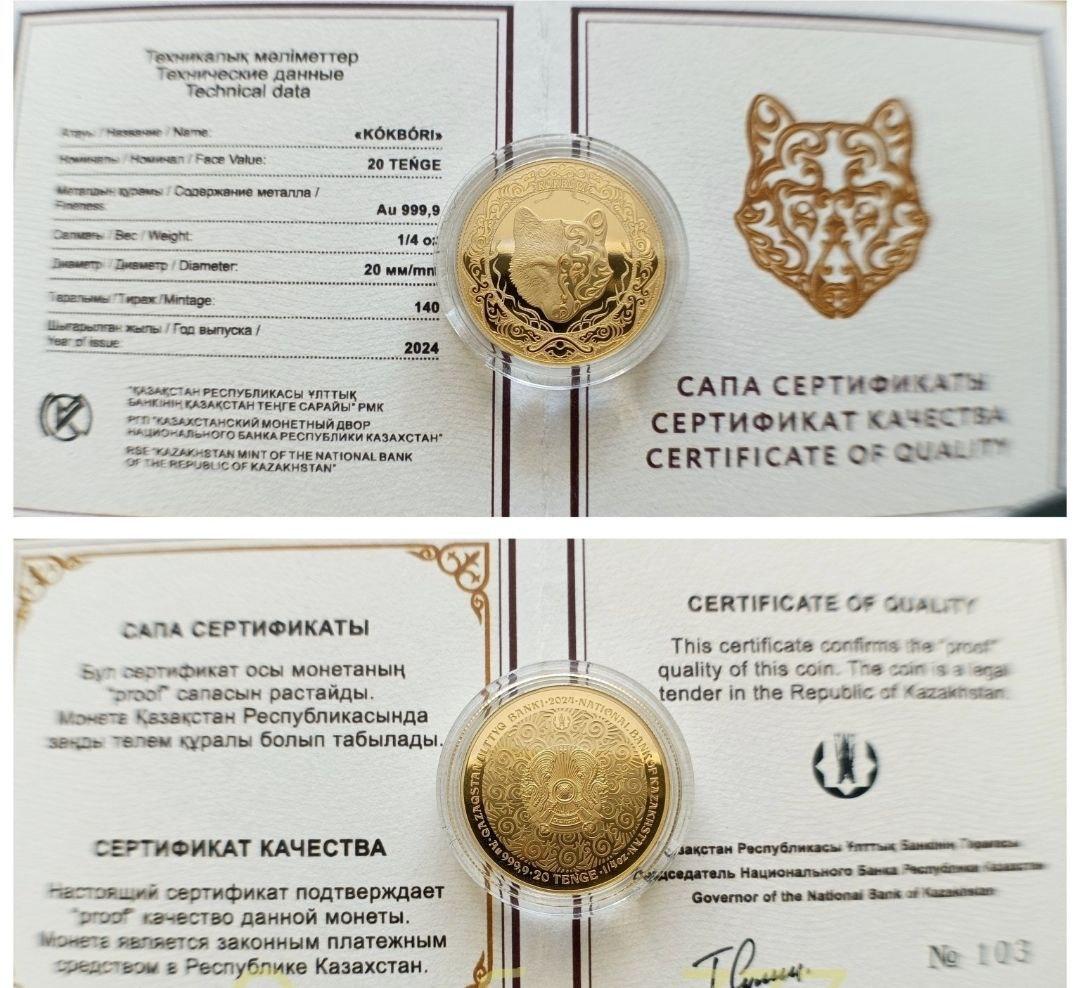 Техникалық мәліметтер
Технические данные
Technical data
Атауы / Название / Name: «KÓKBÓRI»
Номиналы / Номинал / Face Value: 20 TEŃGE
Металдың құрамы / Содержание металла /
Fineness: Au 999,9
Салмағы / Вес / Weight: 1/4 oz
Диаметрі / Диаметр / Diameter: 20 мм/mm
Таралымы / Тираж / Mintage: 140
Шығарылған жылы / Год выпуска /
Year of issue: 2024
"ҚАЗАҚСТАН РЕСПУБЛИКАСЫ ҰЛТТЫҚ
БАНКІНІҢ ҚАЗАҚСТАН ТЕҢГЕ САРАЙЫ" РМК
РГП "КАЗАХСТАНСКИЙ МОНЕТНЫЙ ДВОР
НАЦИОНАЛЬНОГО БАНКА РЕСПУБЛИКИ КАЗАХСТАН"
RSE "KAZAKHSTAN MINT OF THE NATIONAL BANK
OF THE REPUBLIC OF KAZAKHSTAN"
САПА СЕРТИФИКАТЫ
СЕРТИФИКАТ КАЧЕСТВА
CERTIFICATE OF QUALITY
САПА СЕРТИФИКАТЫ
Бұл сертификат осы монетаның
"proof" сапасын растайды.
Монета Қазақстан Республикасында
заңды төлем құралы болып табылады.
СЕРТИФИКАТ КАЧЕСТВА
Настоящий сертификат подтверждает
"proof" качество данной монеты.
Монета является законным платежным
средством в Республике Казахстан.
QAZAQSTAN ULTTYQ BANKI·2024·NATIONAL BANK OF KAZAKHSTAN
Au 999,9·20 TEŃGE·1/4oz
CERTIFICATE OF QUALITY
This certificate confirms the "proof"
quality of this coin. The coin is a legal
tender in the Republic of Kazakhstan.
Қазақстан Республикасы Ұлттық Банкінің Төрағасы
Председатель Национального Банка Республики Казахстан
Governor of the National Bank of Kazakhstan
№ 103